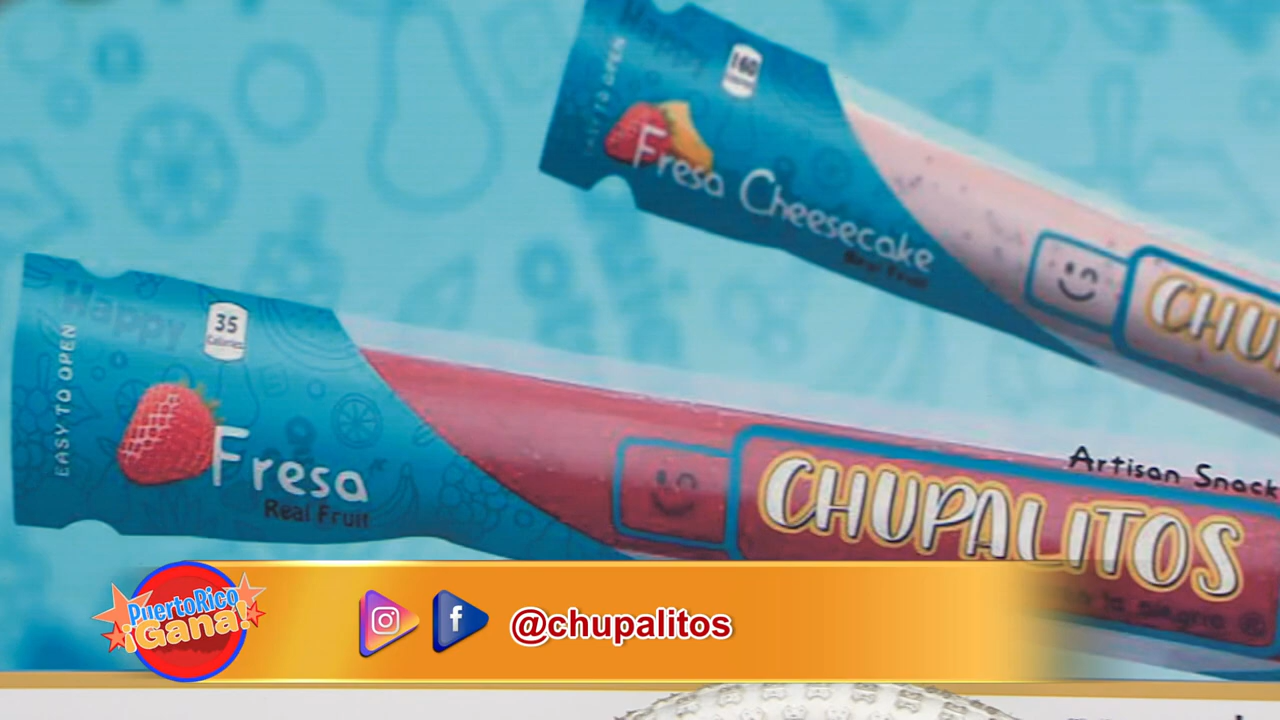 Happy
160
calories
EASY TO OPEN
Fresa Cheesecake
Real Fruit
CHU
Happy
35
calories
EASY TO OPEN
Fresa
Real Fruit
Artisan Snack
CHUPALITOS
PuertoRico
¡Gana!
@chupalitos